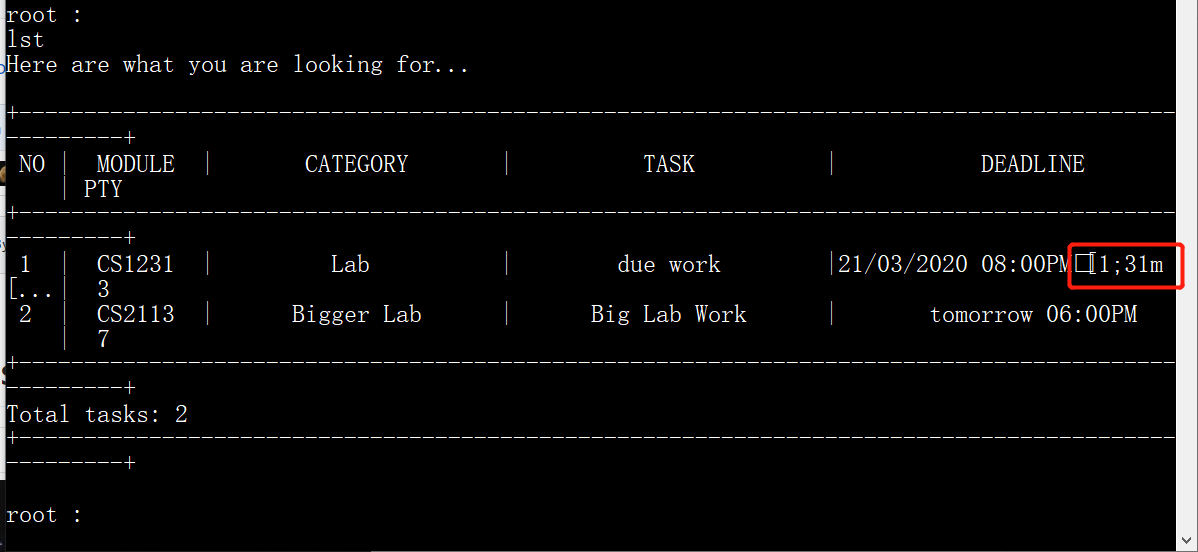 root :
lst
Here are what you are looking for...
+-----------------------------------------------------------------------------------------
---------+
NO | MODULE | CATEGORY | TASK | DEADLINE
| PTY
+-----------------------------------------------------------------------------------------
---------+
1 | CS1231 | Lab | due work |21/03/2020 08:00PM□[1;31m
[...| 3
2 | CS2113 | Bigger Lab | Big Lab Work | tomorrow 06:00PM
| 7
+-----------------------------------------------------------------------------------------
---------+
Total tasks: 2
+-----------------------------------------------------------------------------------------
---------+
root :